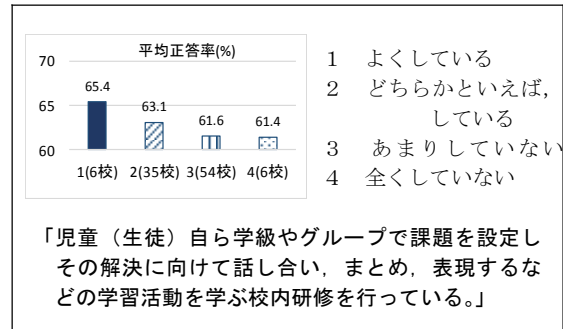 平均正答率(%)
70
65
60
65.4
63.1
61.6
61.4
1(6校) 2(35校) 3(54校) 4(6校)
1 よくしている
2 どちらかといえば，
している
3 あまりしていない
4 全くしていない
「児童（生徒）自ら学級やグループで課題を設定し
その解決に向けて話し合い，まとめ，表現するな
どの学習活動を学ぶ校内研修を行っている。」